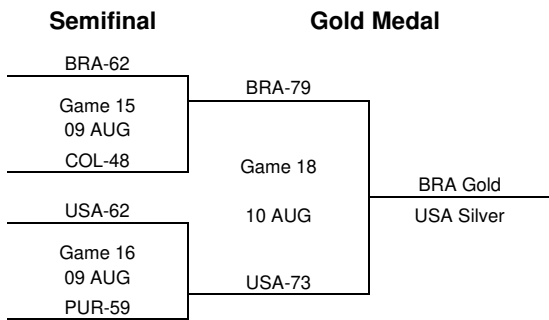 Semifinal
Gold Medal
BRA-62
Game 15
09 AUG
COL-48
USA-62
Game 16
09 AUG
PUR-59
BRA-79
Game 18
10 AUG
USA-73
BRA Gold
USA Silver